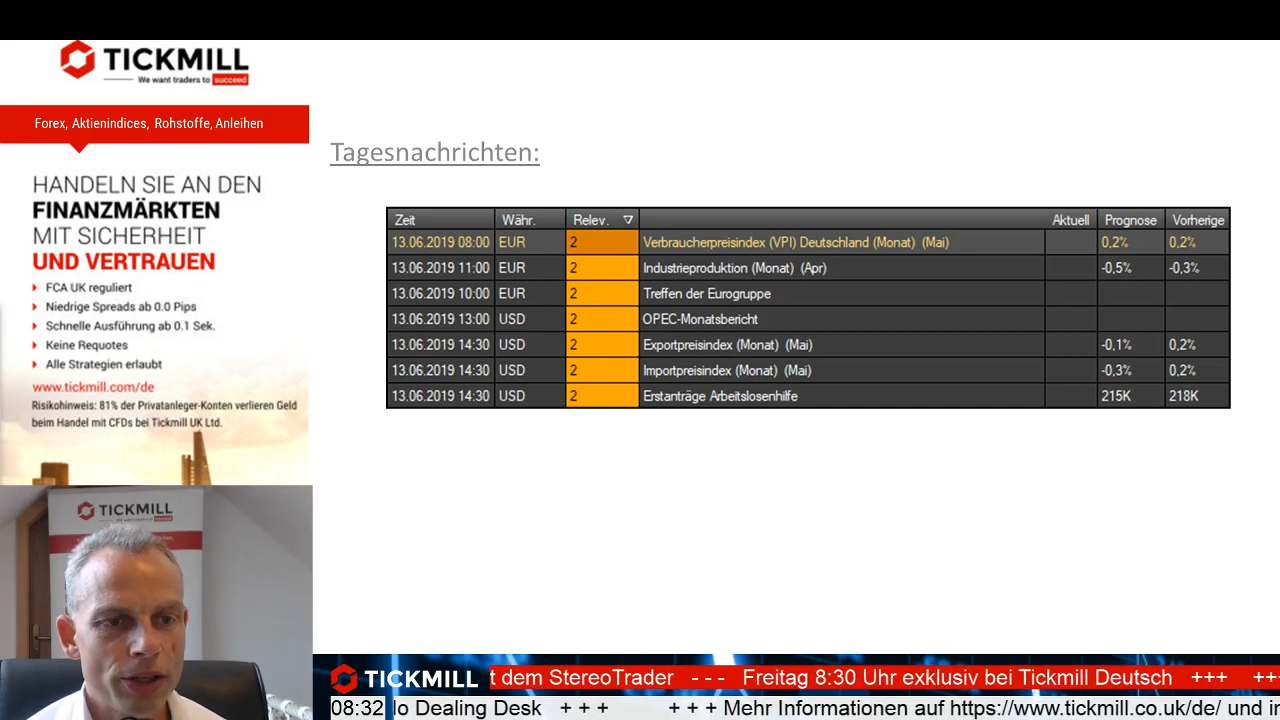 TICKMILL
We want traders to succeed
Forex, Aktienindices, Rohstoffe, Anleihen
HANDELN SIE AN DEN
FINANZMÄRKTEN
MIT SICHERHEIT
UND VERTRAUEN
FCA UK reguliert
Niedrige Spreads ab 0.0 Pips
Schnelle Ausführung ab 0.1 Sek.
Keine Requotes
Alle Strategien erlaubt
www.tickmill.com/de
Risikohinweis: 81% der Privatanleger-Konten verlieren Geld
beim Handel mit CFDs bei Tickmill UK Ltd.
Tagesnachrichten:
Zeit Währ. Relev. Aktuell Prognose Vorherige
13.06.2019 08:00 EUR 2 Verbraucherpreisindex (VPI) Deutschland (Monat) (Mai) 0,2% 0,2%
13.06.2019 11:00 EUR 2 Industrieproduktion (Monat) (Apr) -0,5% -0,3%
13.06.2019 10:00 EUR 2 Treffen der Eurogruppe
13.06.2019 13:00 USD 2 OPEC-Monatsbericht
13.06.2019 14:30 USD 2 Exportpreisindex (Monat) (Mai) -0,1% 0,2%
13.06.2019 14:30 USD 2 Importpreisindex (Monat) (Mai) -0,3% 0,2%
13.06.2019 14:30 USD 2 Erstanträge Arbeitslosenhilfe 215K 218K
TICKMILL
We want traders to succeed
TICKMILL t dem StereoTrader - - - Freitag 8:30 Uhr exklusiv bei Tickmill Deutsch +++ ++
08:32 lo Dealing Desk + + + + + + Mehr Informationen auf https://www.tickmill.co.uk/de/ und i